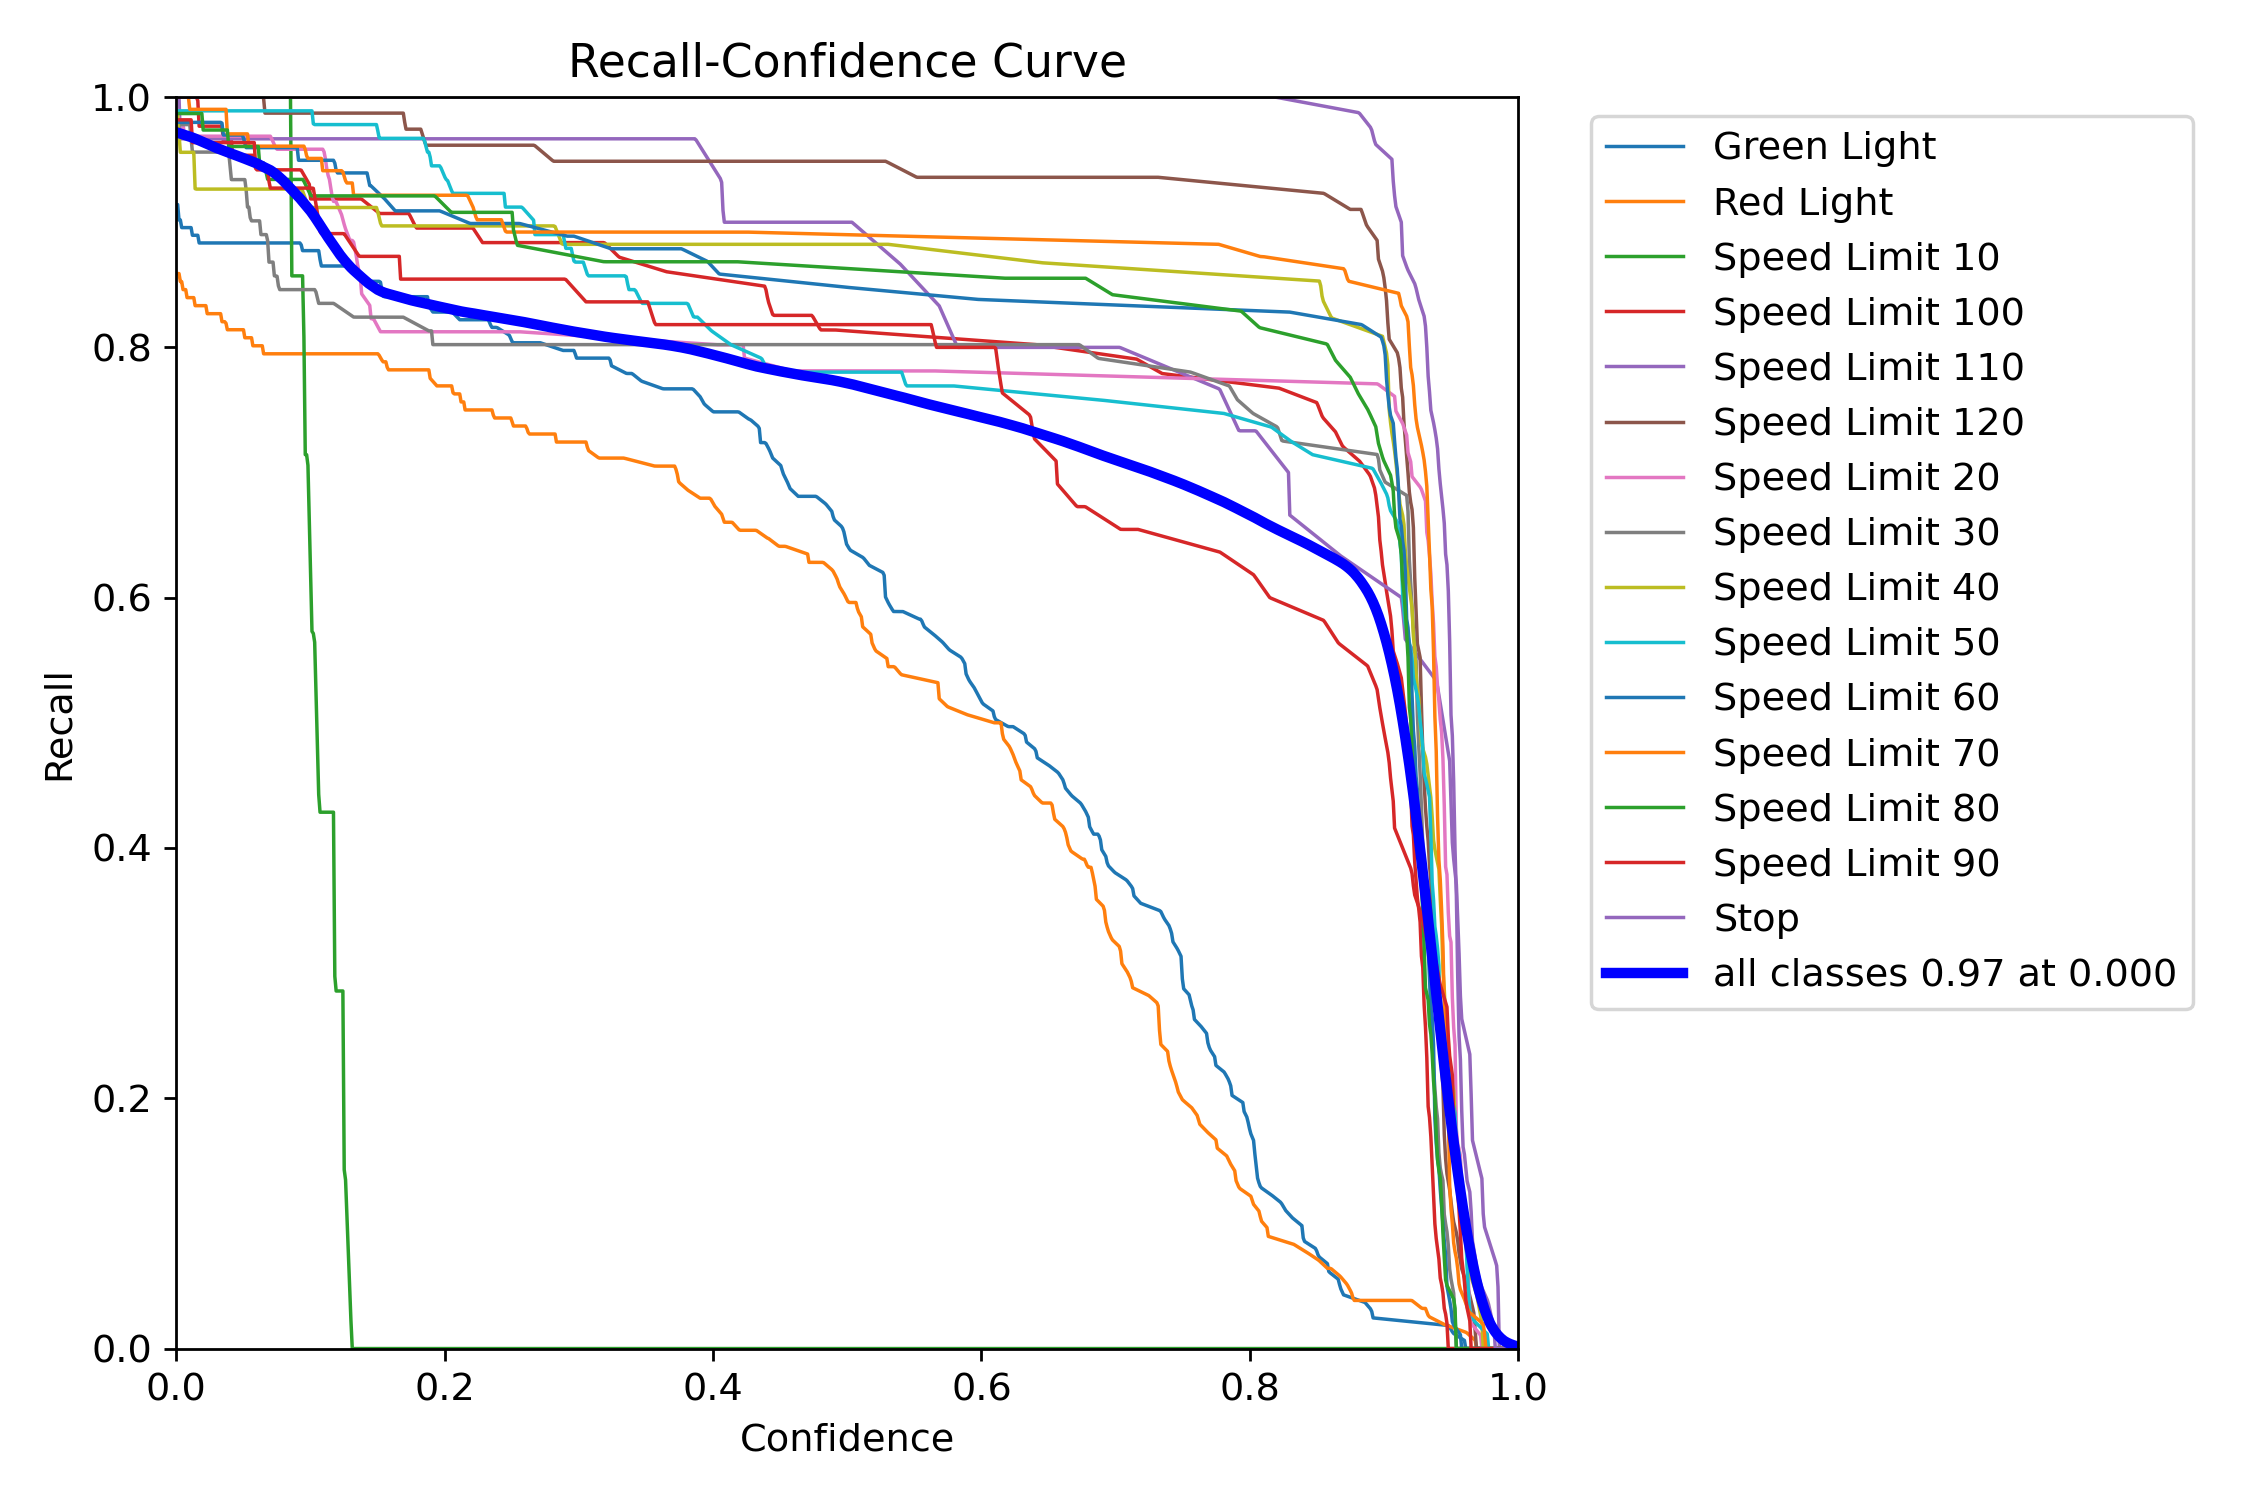 Recall-Confidence Curve
1.0
0.8
0.6
0.4
0.2
0.0
Recall
0.0 0.2 0.4 0.6 0.8 1.0
Confidence
Green Light
Red Light
Speed Limit 10
Speed Limit 100
Speed Limit 110
Speed Limit 120
Speed Limit 20
Speed Limit 30
Speed Limit 40
Speed Limit 50
Speed Limit 60
Speed Limit 70
Speed Limit 80
Speed Limit 90
Stop
all classes 0.97 at 0.000